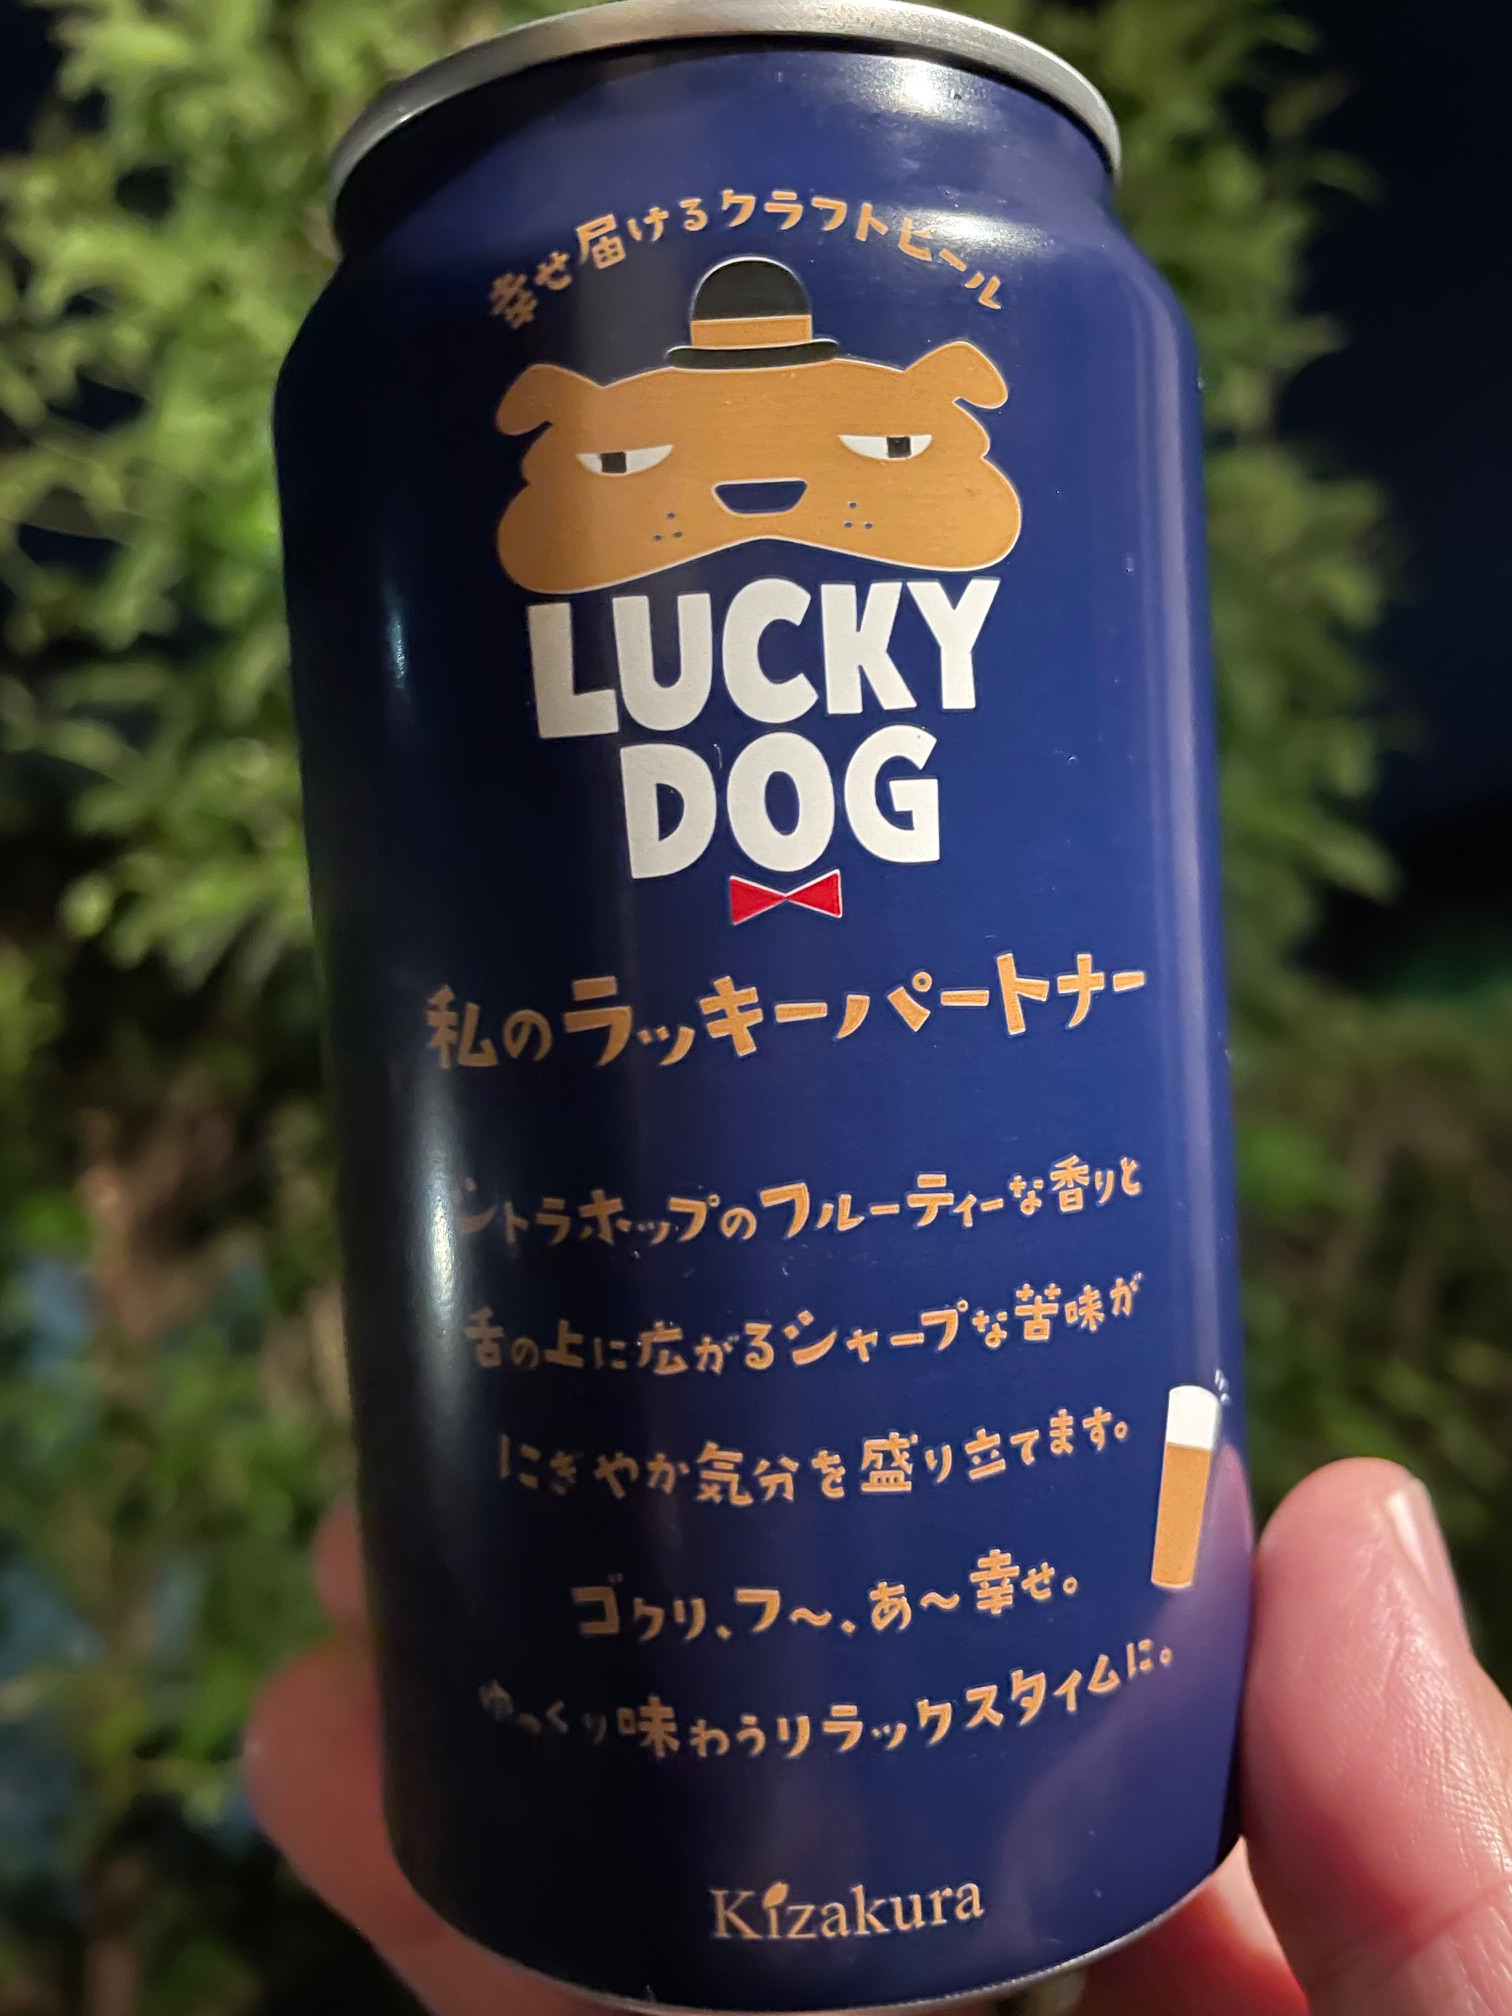 幸せ届けるクラフトビール
LUCKY
DOG
私のラッキーパートナー
シトラホップのフルーティーな香りと
舌の上に広がるシャープな苦味が
にぎやか気分を盛り立てます。
ゴクリ、フ〜、あ〜幸せ。
ゆっくり味わうリラックスタイムに。
Kizakura